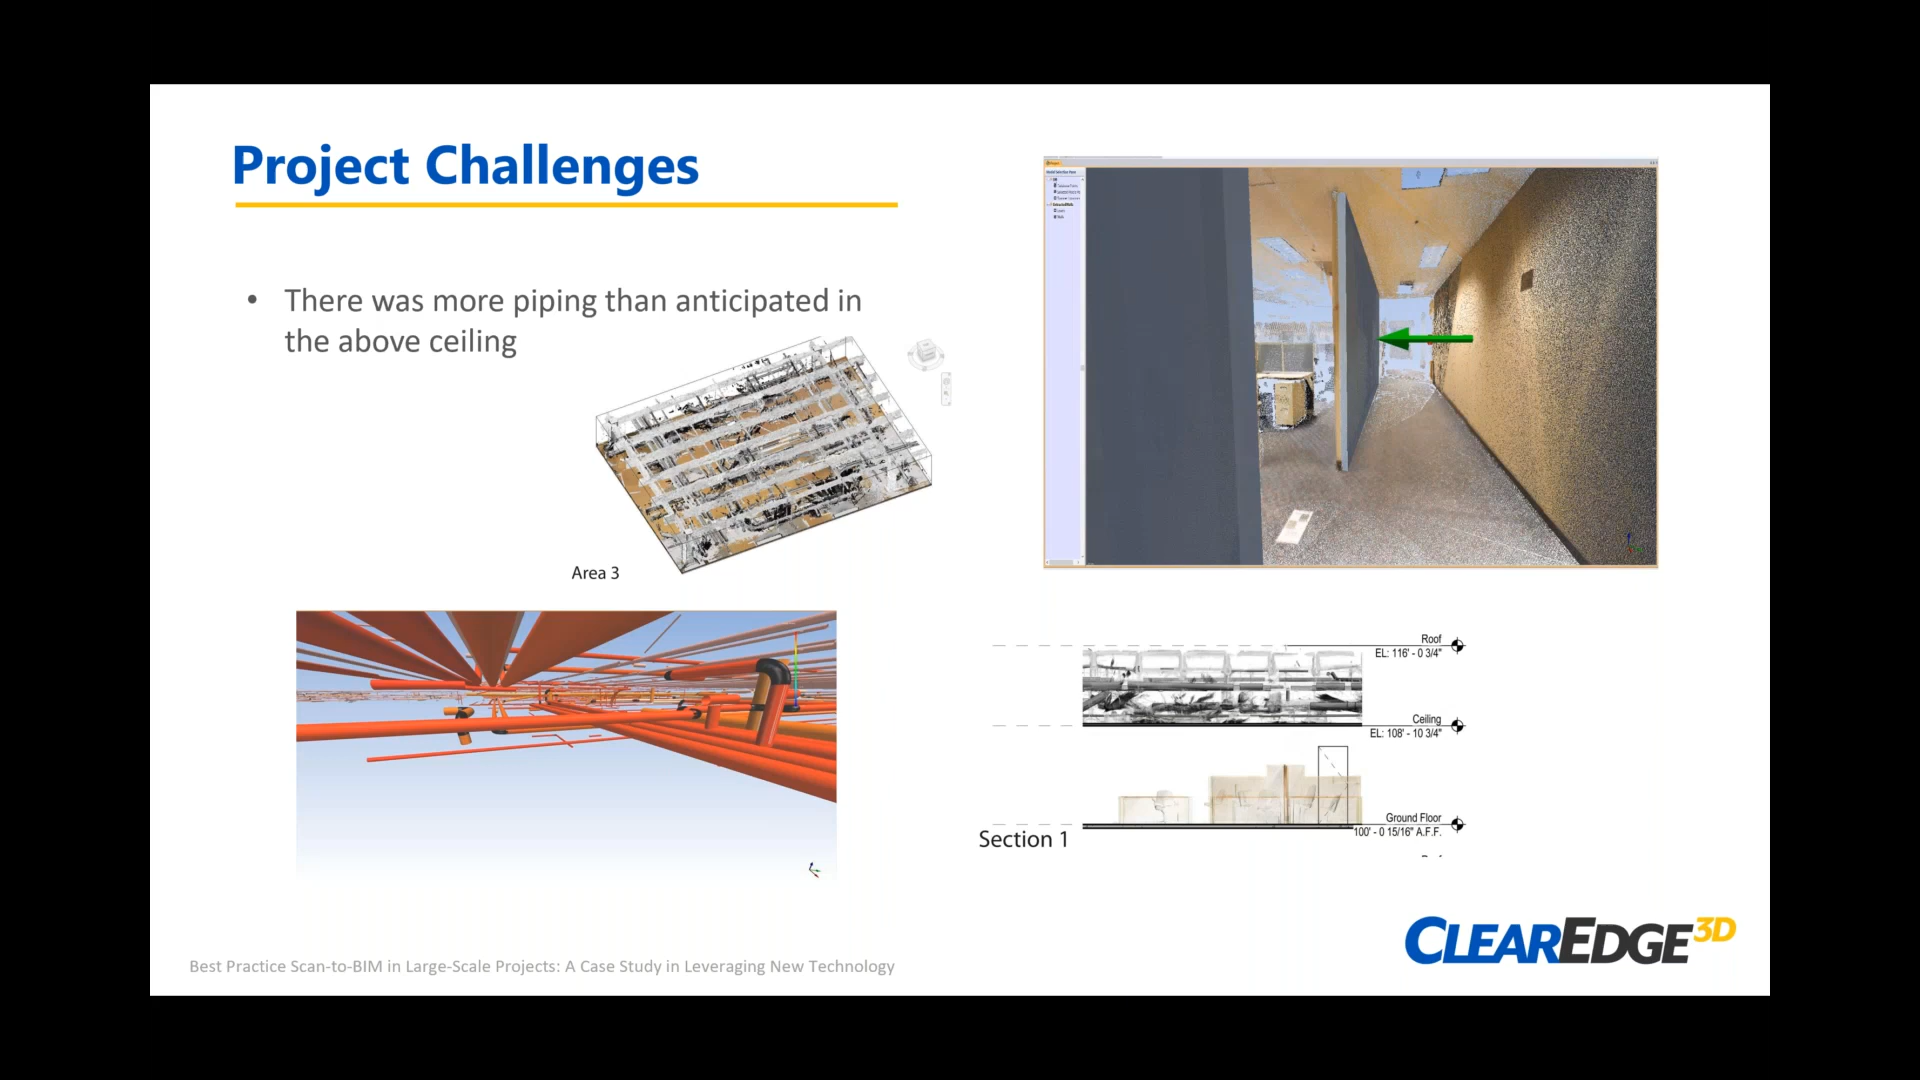 Project Challenges
• There was more piping than anticipated in
the above ceiling
Area 3
Roof
EL: 116' - 0 3/4"
Ceiling
EL: 108' - 10 3/4"
Ground Floor
100' - 0 15/16" A.F.F.
Section 1
CLEAREDGE3D
Best Practice Scan-to-BIM in Large-Scale Projects: A Case Study in Leveraging New Technology